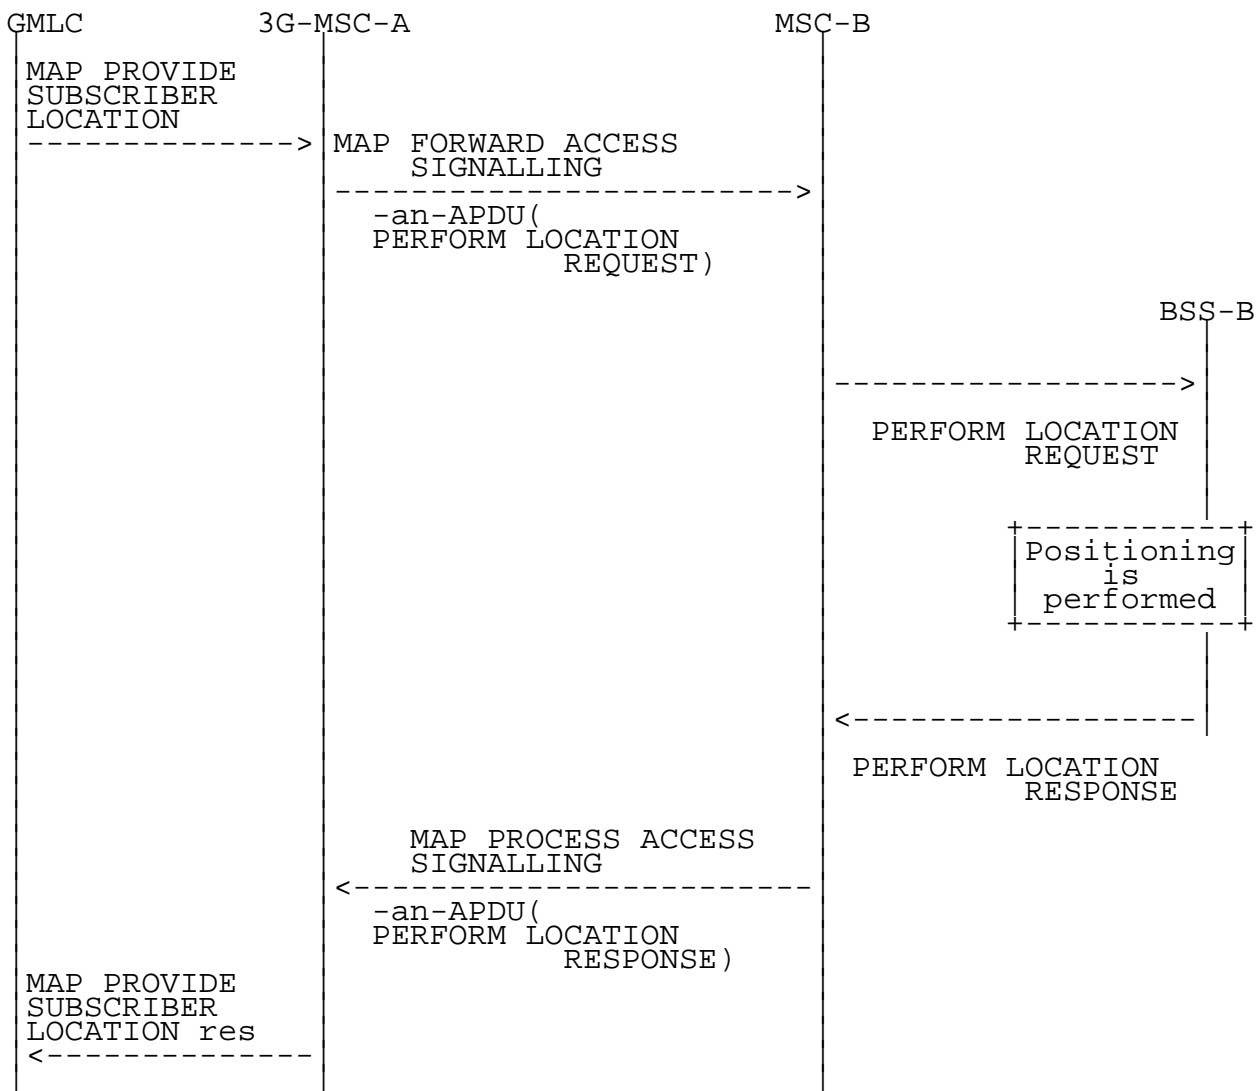 GMLC 3G-MSC-A MSC-B
MAP PROVIDE
SUBSCRIBER
LOCATION
MAP FORWARD ACCESS
SIGNALLING
-an-APDU(
PERFORM LOCATION
REQUEST)
BSS-B
PERFORM LOCATION
REQUEST
Positioning
is
performed
PERFORM LOCATION
RESPONSE
MAP PROCESS ACCESS
SIGNALLING
-an-APDU(
PERFORM LOCATION
RESPONSE)
MAP PROVIDE
SUBSCRIBER
LOCATION res